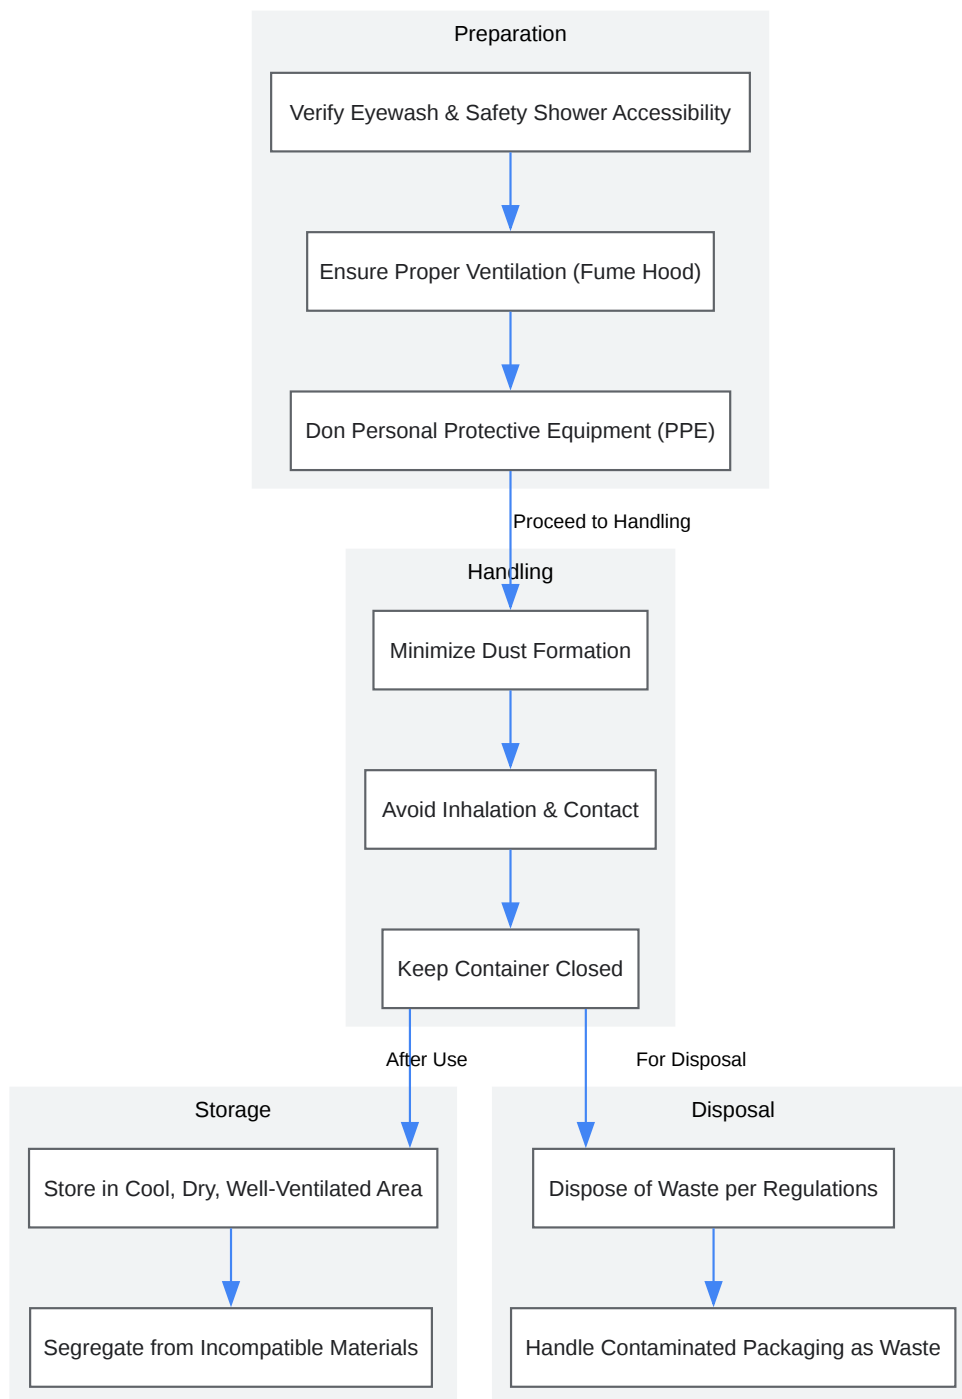 Preparation
Verify Eyewash & Safety Shower Accessibility
Ensure Proper Ventilation (Fume Hood)
Don Personal Protective Equipment (PPE)
Proceed to Handling
Handling
Minimize Dust Formation
Avoid Inhalation & Contact
Keep Container Closed
After Use
For Disposal
Storage
Disposal
Store in Cool, Dry, Well-Ventilated Area
Dispose of Waste per Regulations
Segregate from Incompatible Materials
Handle Contaminated Packaging as Waste